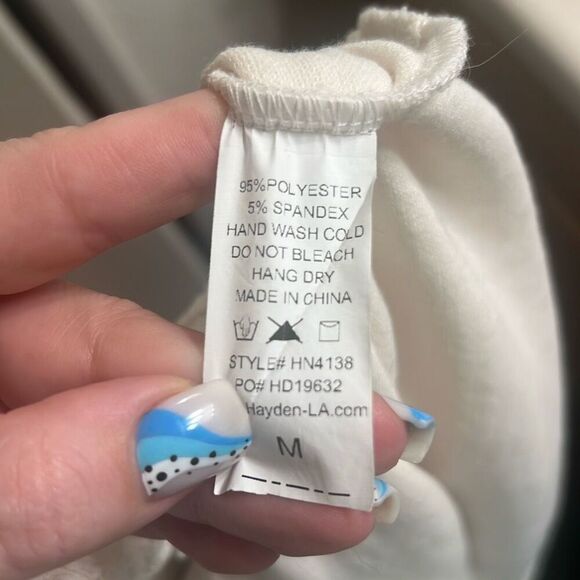 95%POLYESTER
5% SPANDEX
HAND WASH COLD
DO NOT BLEACH
HANG DRY
MADE IN CHINA
STYLE# HN4138
PO# HD19632
Hayden-LA.com
M